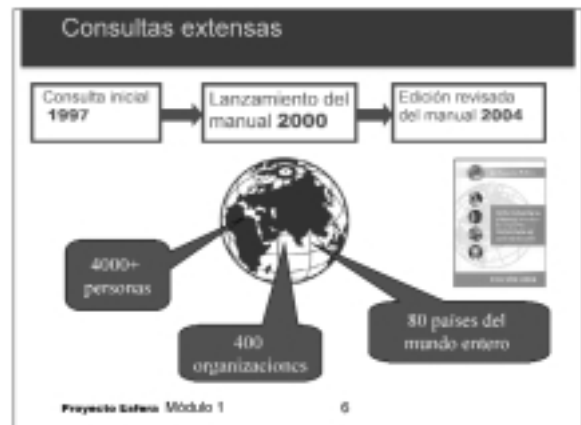 Consultas extensas
Consulta inicial
1997
Lanzamiento del
manual 2000
Edición revisada
del manual 2004
4000+
personas
400
organizaciones
80 países del
mundo entero
Proyecto Esfera Módulo 1
6